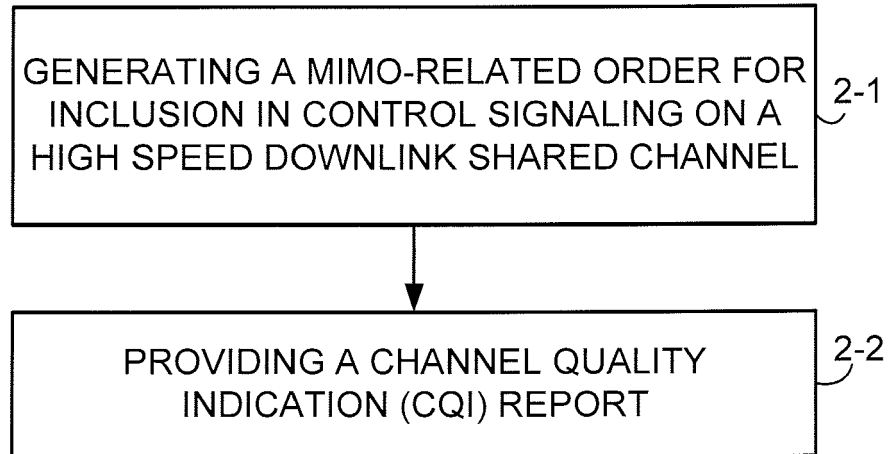 GENERATING A MIMO-RELATED ORDER FOR
INCLUSION IN CONTROL SIGNALING ON A
HIGH SPEED DOWNLINK SHARED CHANNEL
2-1
PROVIDING A CHANNEL QUALITY
INDICATION (CQI) REPORT
2-2